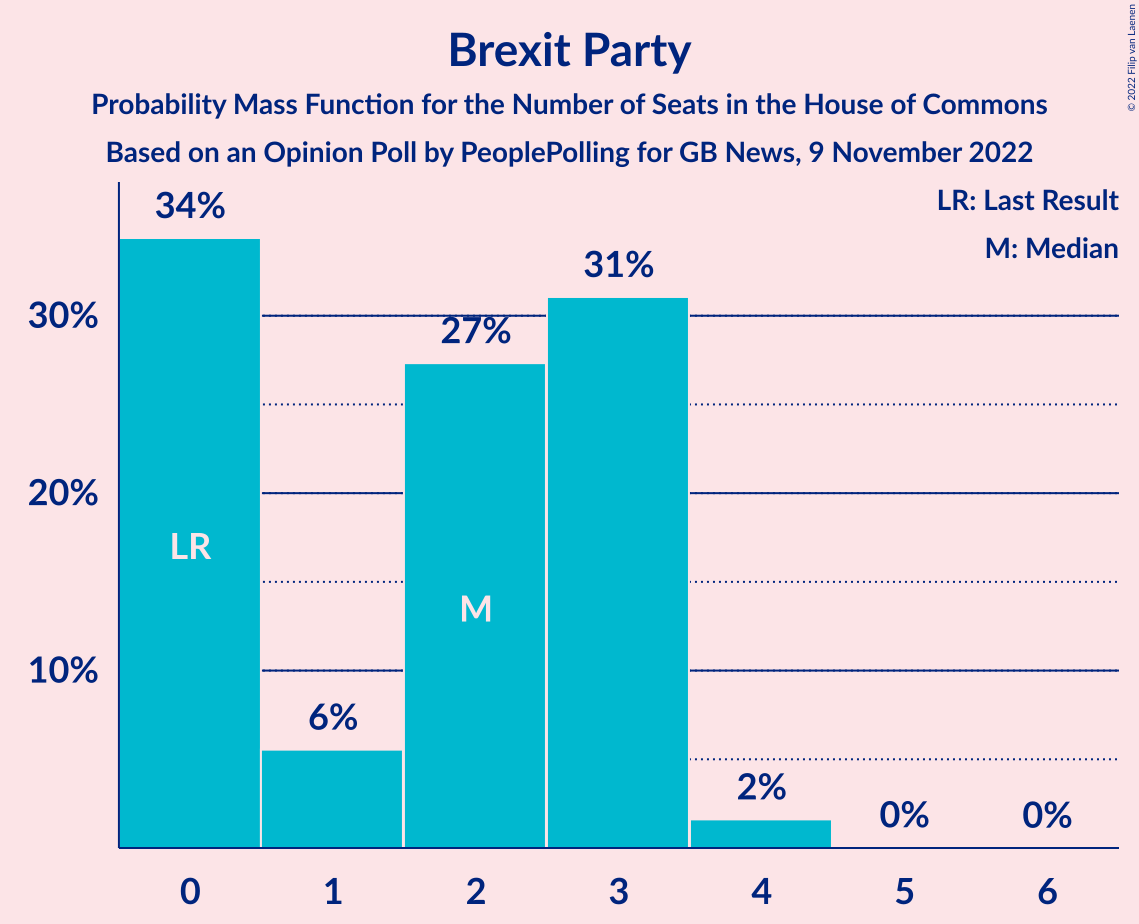 Brexit Party
Probability Mass Function for the Number of Seats in the House of Commons
Based on an Opinion Poll by PeoplePolling for GB News, 9 November 2022
© 2022 Filip van Laenen
LR: Last Result
M: Median
34%
31%
30%
27%
20%
LR
M
10%
6%
2%
0%
0%
0 1 2 3 4 5 6